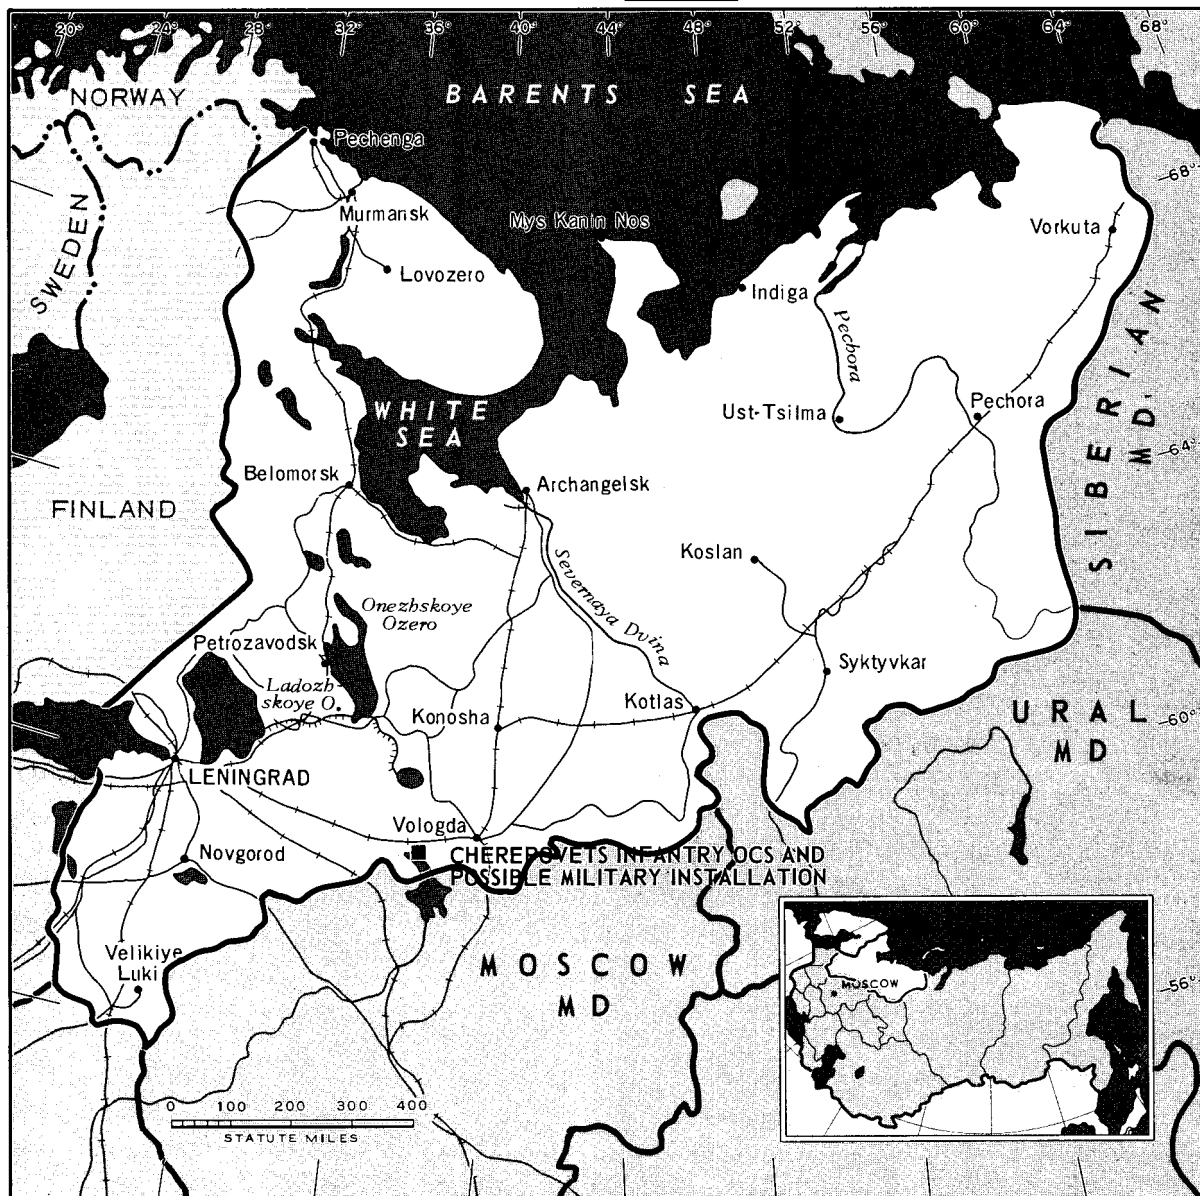 20° 24° 32° 36° 40° 44° 48° 52° 56° 60° 64° 68°
NORWAY
BARENTS SEA
Pechenga
68°
SWEDEN
Murmansk
Mys Kanin Nos
Vorkuta
Lovozero
Indiga
Pechora
SIBERIAN
MD
WHITE
SEA
Ust-Tsilma
Pechora
64°
Belomorsk
Archangelsk
FINLAND
Koslan
Severnaya Dvina
Onezhskoye
Ozero
Petrozavodsk
Syktyvkar
Ladozh-
skoye O.
Kotlas
Konosha
URAL
MD
60°
LENINGRAD
Vologda
Novgorod
CHEREPOVETS INFANTRY OCS AND
POSSIBLE MILITARY INSTALLATION
Velikiye
Luki
MOSCOW
MD
MOSCOW
56°
0 100 200 300 400
STATUTE MILES